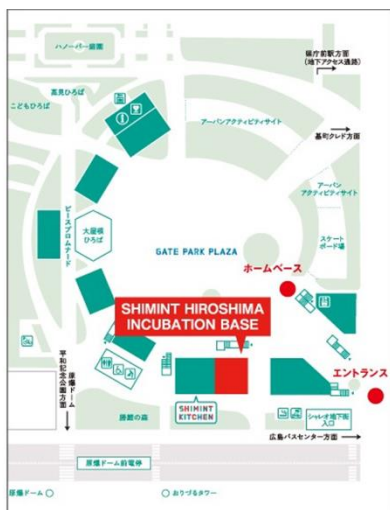 ハノーバー庭園
県庁前駅方面
(地下アクセス通路)
高見ひろば
こどもひろば
アーバンアクティビティサイト
基町クレド方面
アーバン
アクティビティサイト
ピースプロムナード
大屋根
ひろば
スケート
ボード場
GATE PARK PLAZA
ホームベース
SHIMINT HIROSHIMA
INCUBATION BASE
エントランス
原爆ドーム
平和記念公園方面
SHIMINT
KITCHEN
勝鯉の森
シャレオ地下街
入口
広島バスセンター方面
原爆ドーム前電停
原爆ドーム
おりづるタワー